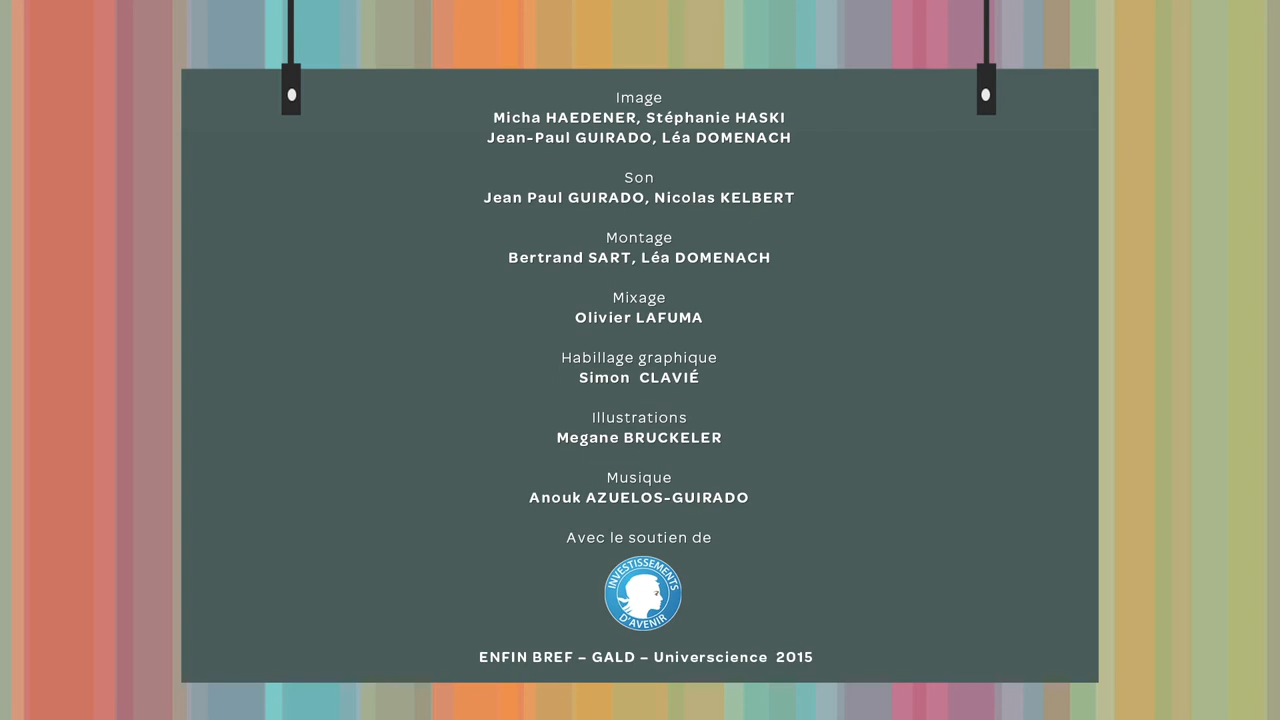 Image
Micha HAEDENER, Stéphanie HASKI
Jean-Paul GUIRADO, Léa DOMENACH
Son
Jean Paul GUIRADO, Nicolas KELBERT
Montage
Bertrand SART, Léa DOMENACH
Mixage
Olivier LAFUMA
Habillage graphique
Simon CLAVIÉ
Illustrations
Megane BRUCKELER
Musique
Anouk AZUELOS-GUIRADO
Avec le soutien de
INVESTISSEMENTS
D'AVENIR
ENFIN BREF – GALD – Universcience 2015